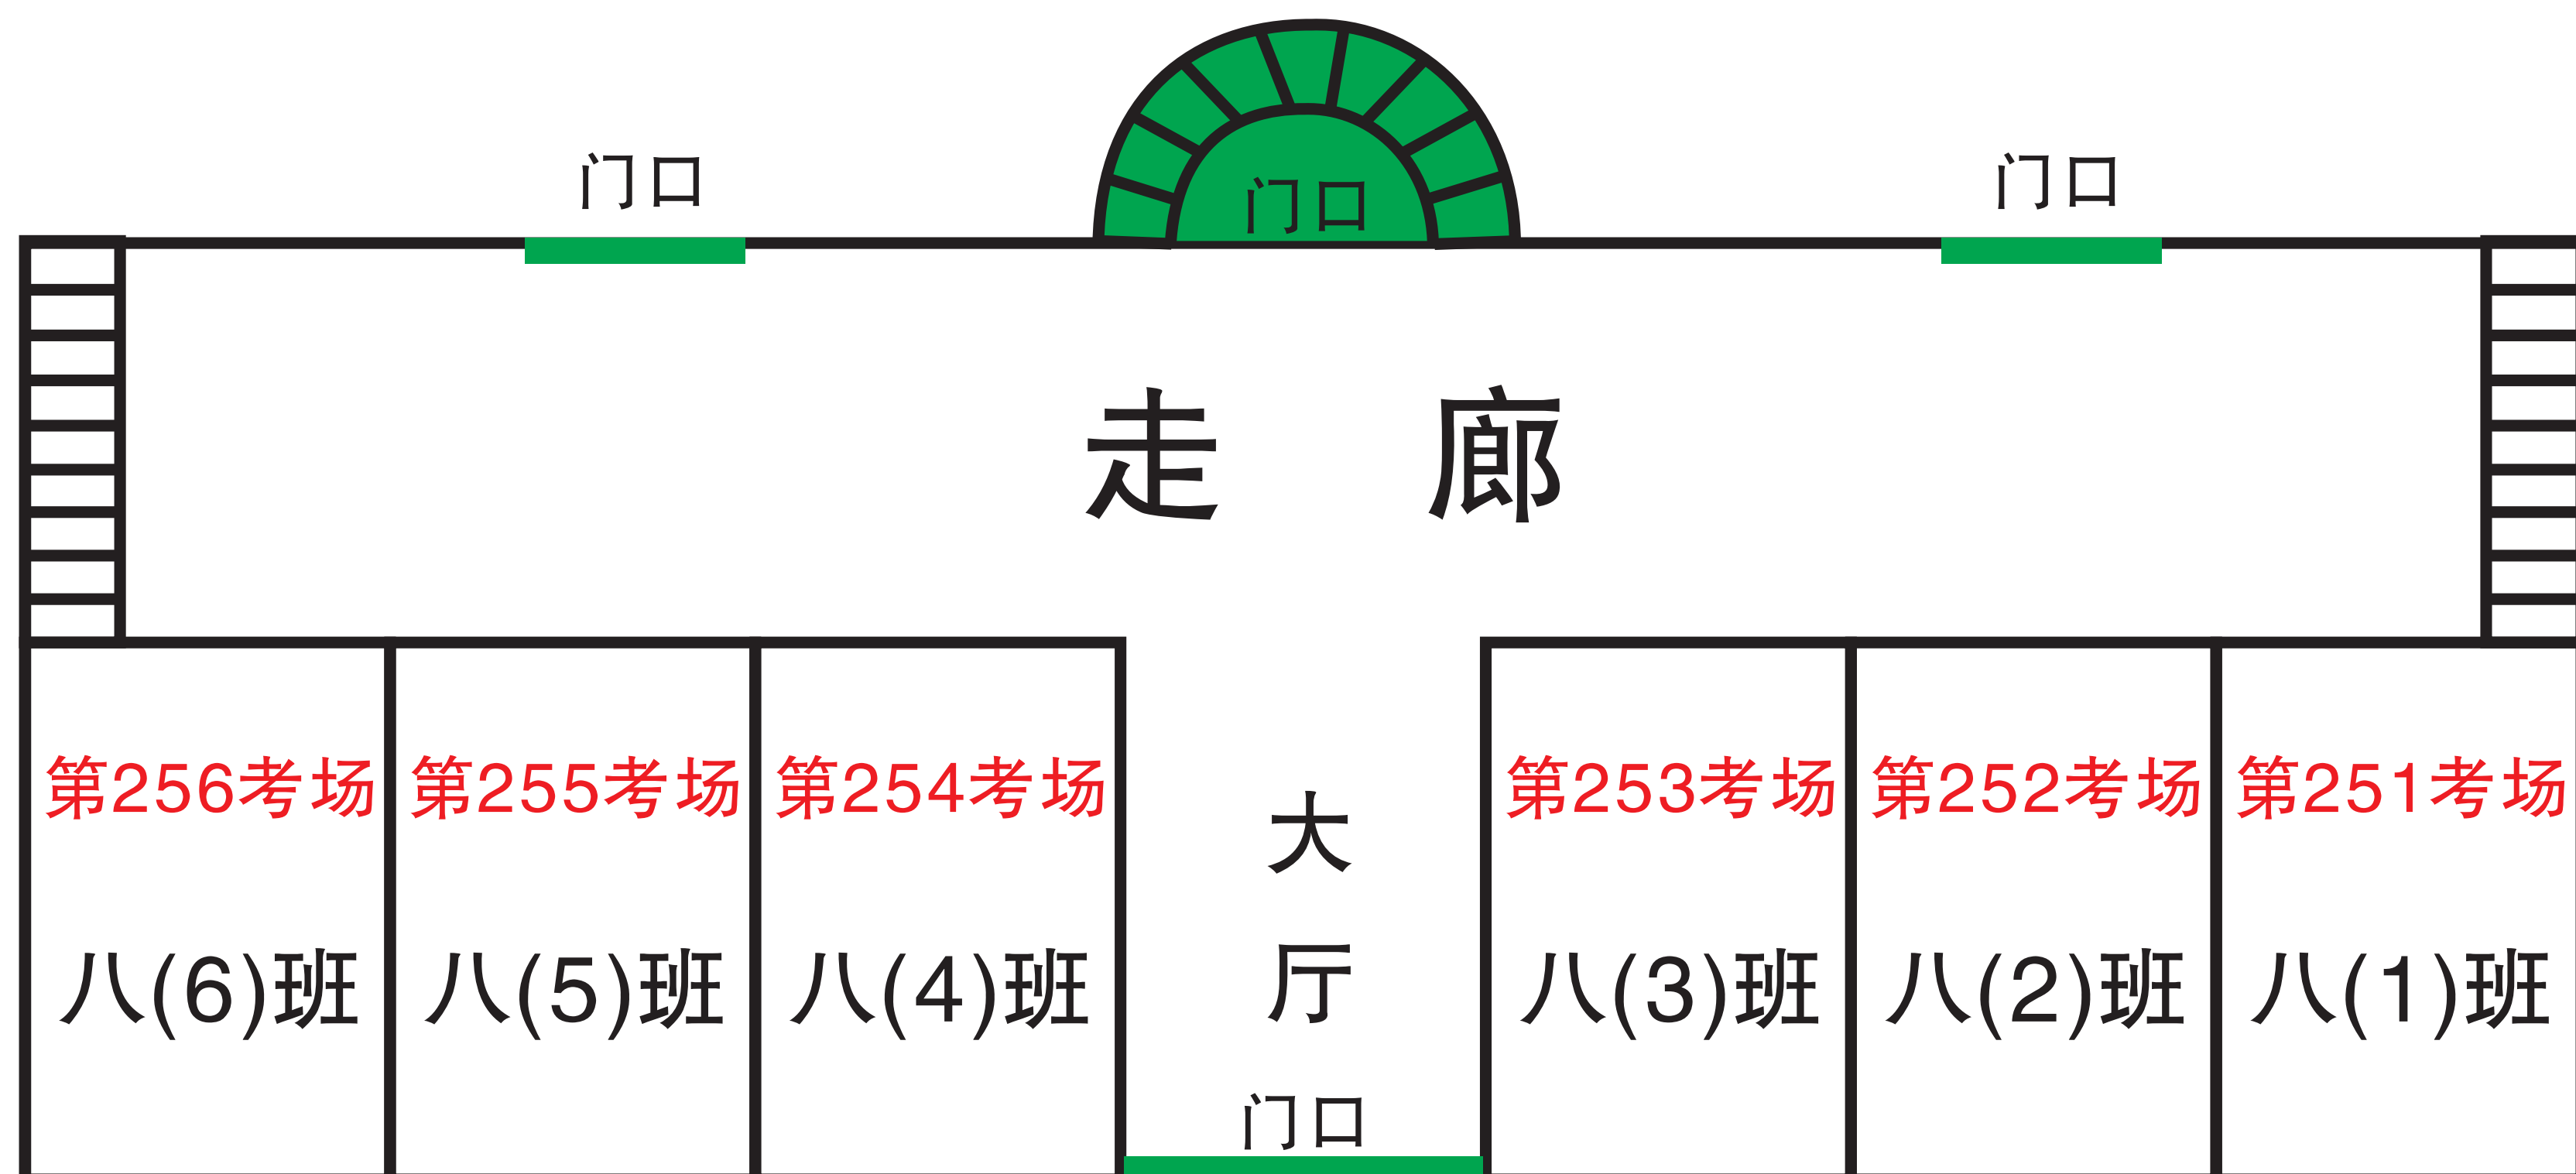 门口
门口
门口
走廊
第256考场
第255考场
第254考场
第253考场
第252考场
第251考场
大厅
八(6)班
八(5)班
八(4)班
八(3)班
八(2)班
八(1)班
门口